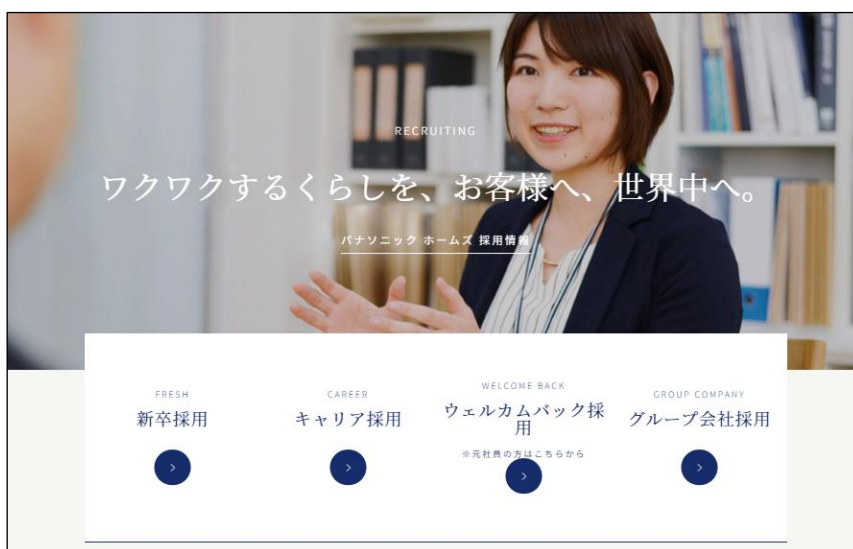 RECRUITING
ワクワクするくらしを、お客様へ、世界中へ。
パナソニック ホームズ 採用情報
FRESH
新卒採用
CAREER
キャリア採用
WELCOME BACK
ウェルカムバック採
用
※元社員の方はこちらから
GROUP COMPANY
グループ会社採用